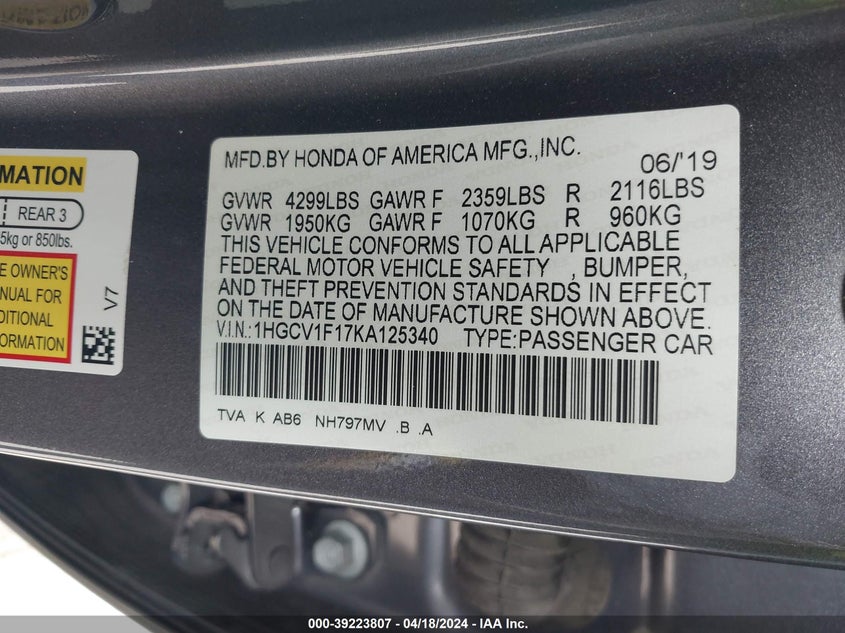 MATION
REAR 3
5kg or 850lbs.
E OWNER'S
NUAL FOR
DITIONAL
FORMATION
V7
MFD.BY HONDA OF AMERICA MFG.,INC. 06/'19
GVWR 4299LBS GAWR F 2359LBS R 2116LBS
GVWR 1950KG GAWR F 1070KG R 960KG
THIS VEHICLE CONFORMS TO ALL APPLICABLE
FEDERAL MOTOR VEHICLE SAFETY , BUMPER,
AND THEFT PREVENTION STANDARDS IN EFFECT
ON THE DATE OF MANUFACTURE SHOWN ABOVE.
V.I.N.:1HGCV1F17KA125340 TYPE:PASSENGER CAR
TVA K AB6 NH797MV .B .A
000-39223807 / 04/18/2024 - IAA Inc.